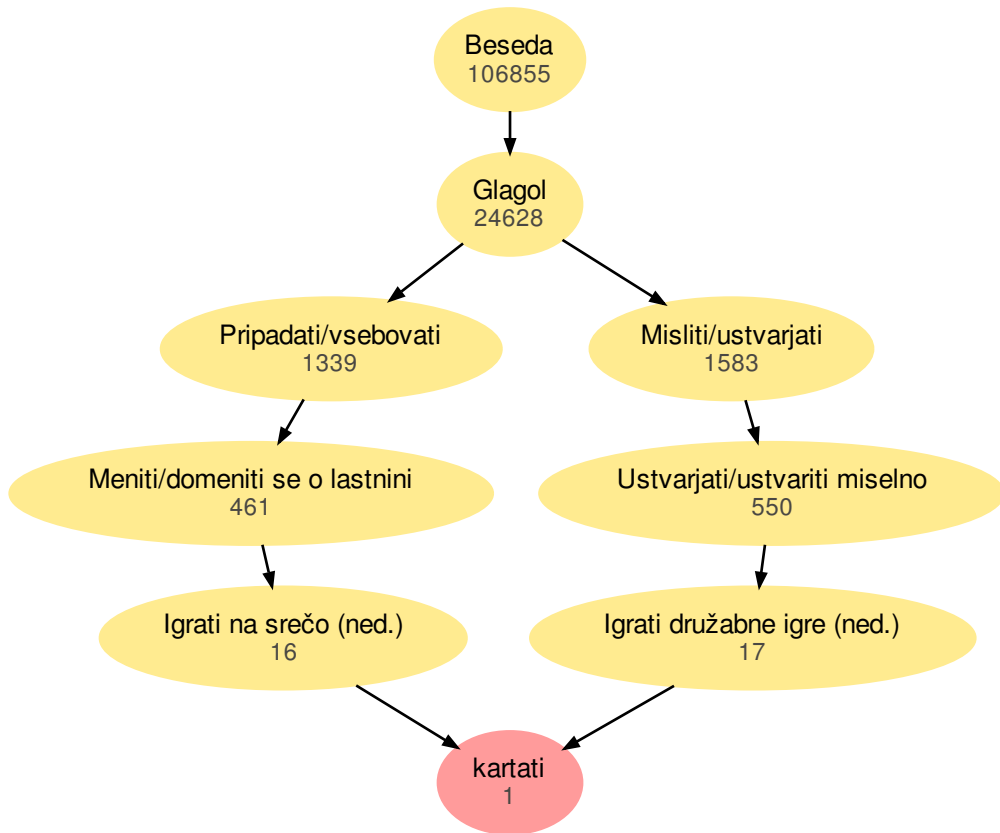 Beseda
106855
Glagol
24628
Pripadati/vsebovati
1339
Misliti/ustvarjati
1583
Meniti/domeniti se o lastnini
461
Ustvarjati/ustvariti miselno
550
Igrati na srečo (ned.)
16
Igrati družabne igre (ned.)
17
kartati
1